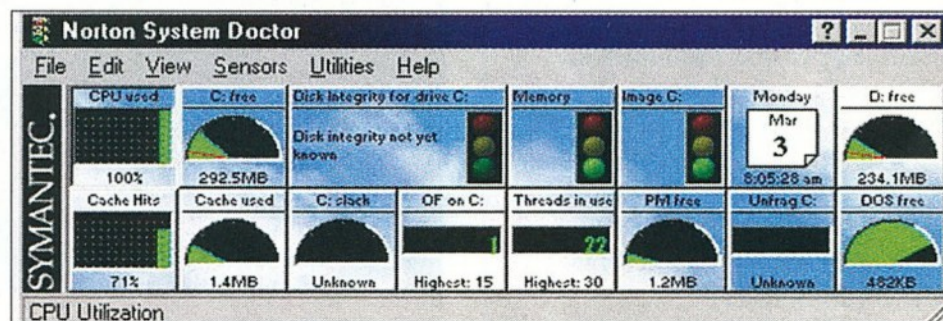 Norton System Doctor
File Edit View Sensors Utilities Help
SYMANTEC.
CPU used
100%
C: free
292.5MB
Disk Integrity for drive C:
Disk integrity not yet
known
Memory
Image C:
Monday
Mar
3
8:05:28 am
D: free
234.1MB
Cache Hits
71%
Cache used
1.4MB
C: slack
Unknown
OF on C:
1
Highest: 15
Threads in use
22
Highest: 30
PM free
1.2MB
Unfrag C:
Unknown
DOS free
482KB
CPU Utilization